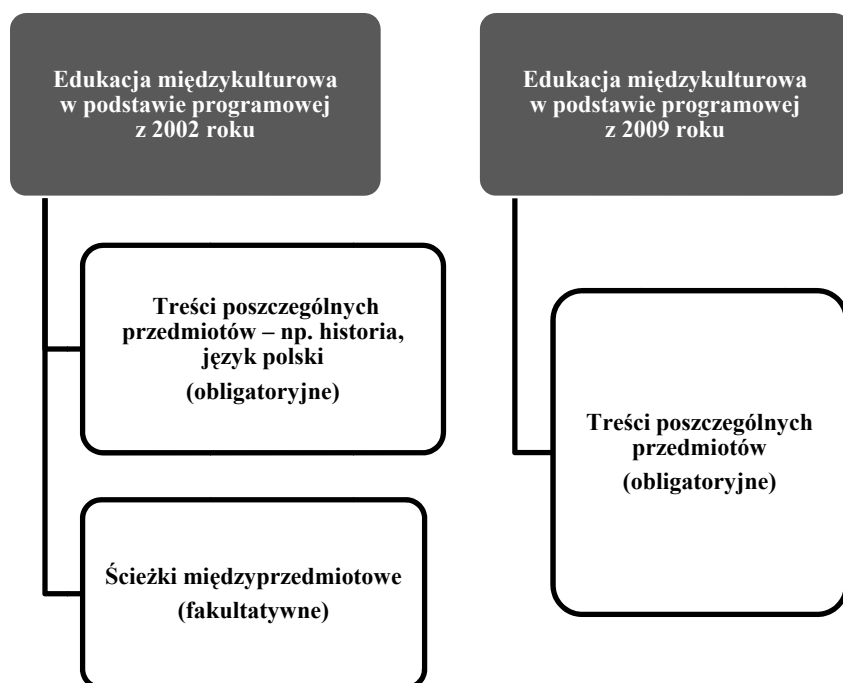 Edukacja międzykulturowa
w podstawie programowej
z 2002 roku
Treści poszczególnych
przedmiotów – np. historia,
język polski
(obligatoryjne)
Ścieżki międzyprzedmiotowe
(fakultatywne)
Edukacja międzykulturowa
w podstawie programowej
z 2009 roku
Treści poszczególnych
przedmiotów
(obligatoryjne)